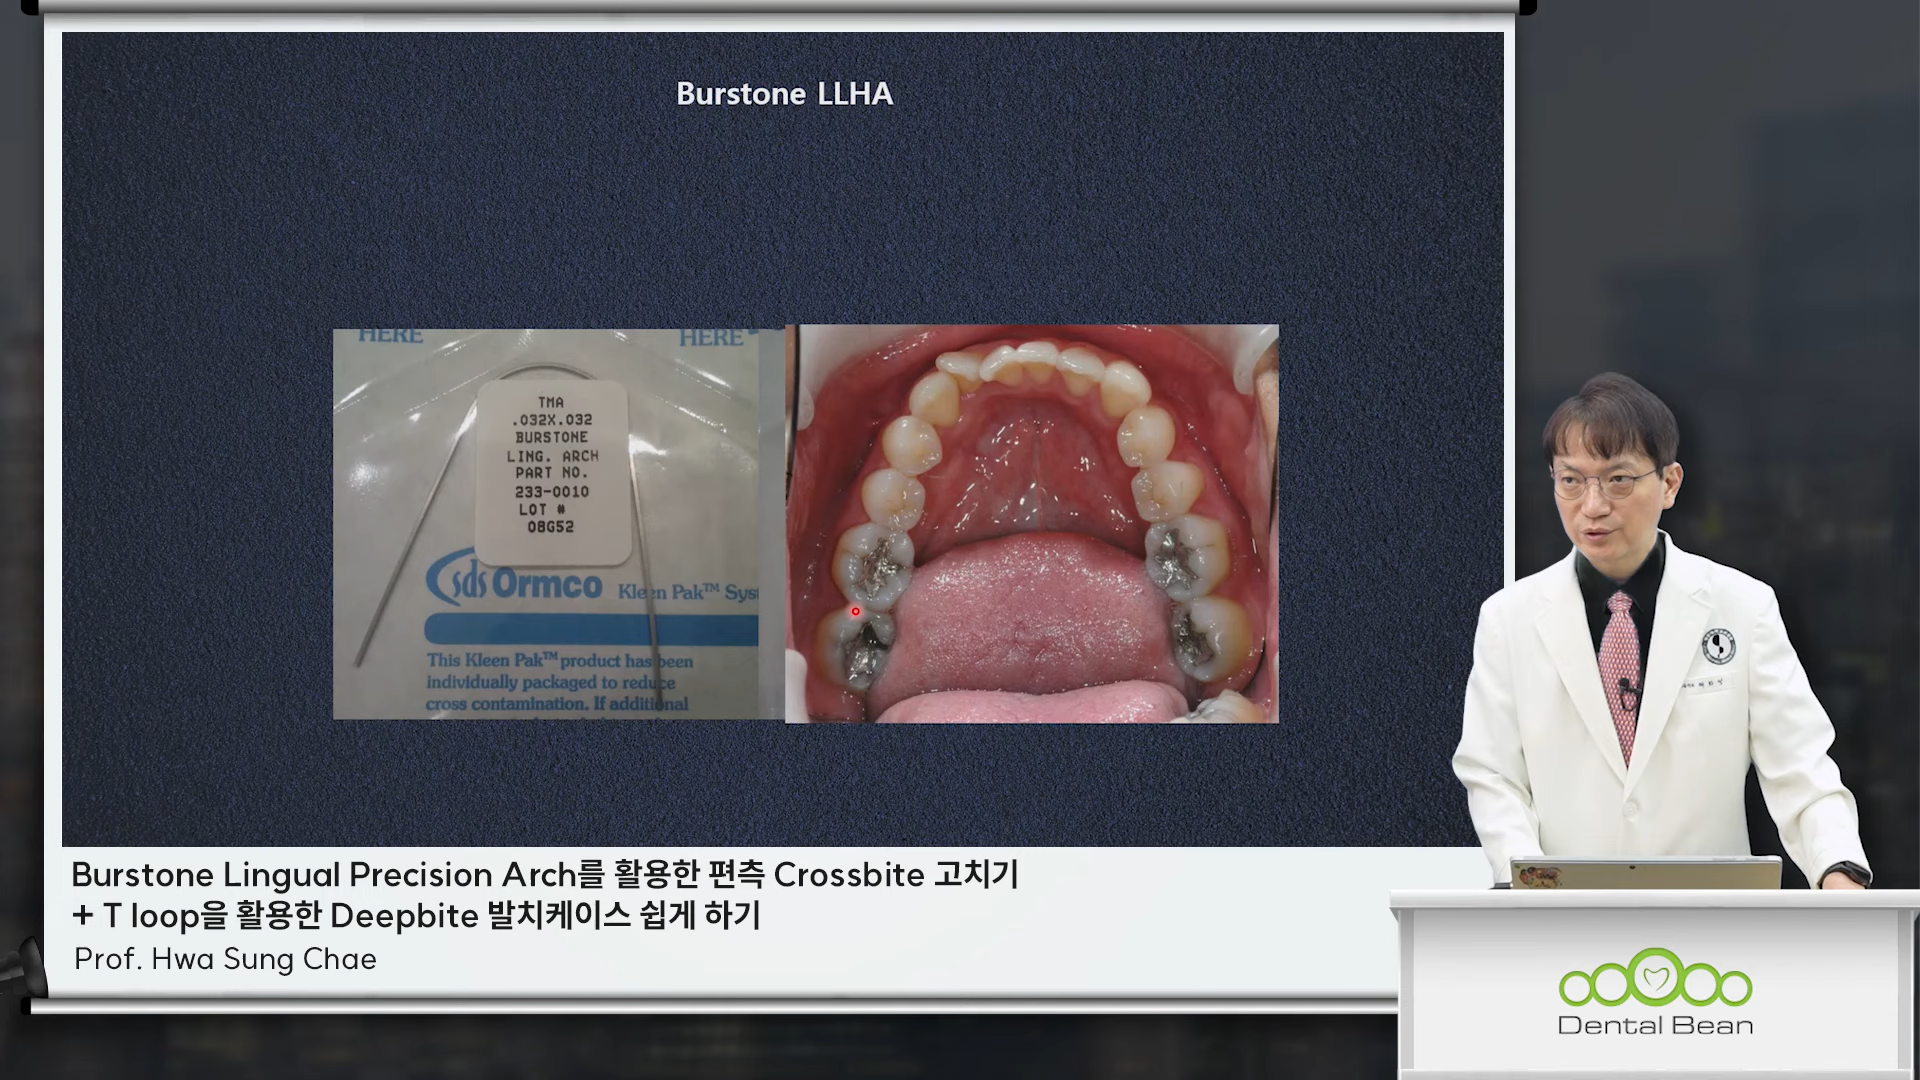 Burstone LLHA
HERE
HERE
TMA
.032X.032
BURSTONE
LING. ARCH
PART NO.
233-0010
LOT #
08G52
sds Ormco Kleen Pak™ Syst
This Kleen Pak™ product has been
individually packaged to reduce
cross contamination. If additional
Burstone Lingual Precision Arch를 활용한 편측 Crossbite 고치기
+ T loop을 활용한 Deepbite 발치케이스 쉽게 하기
Prof. Hwa Sung Chae
Dental Bean